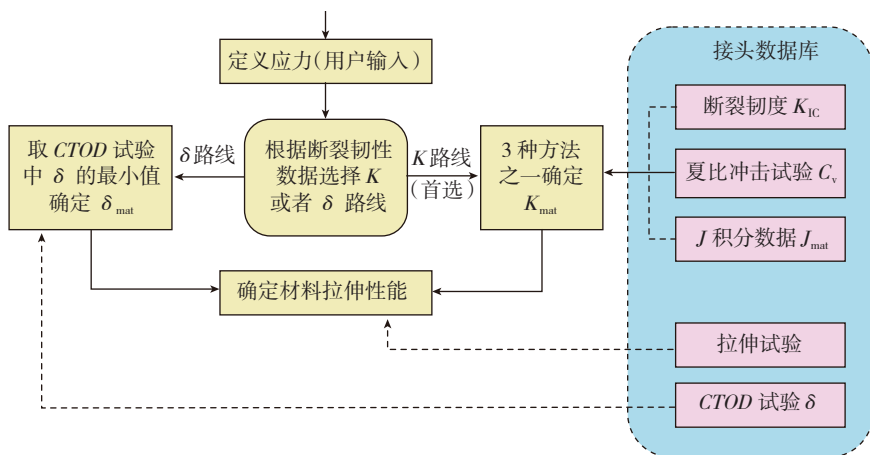 定义应力(用户输入)
接头数据库
断裂韧度 K_IC
取 CTOD 试验
中 δ 的最小值
确定 δ_mat
δ 路线
根据断裂韧性
数据选择 K
或者 δ 路线
K 路线
(首选)
3 种方法
之一确定
K_mat
夏比冲击试验 C_v
J 积分数据 J_mat
确定材料拉伸性能
拉伸试验
CTOD 试验 δ